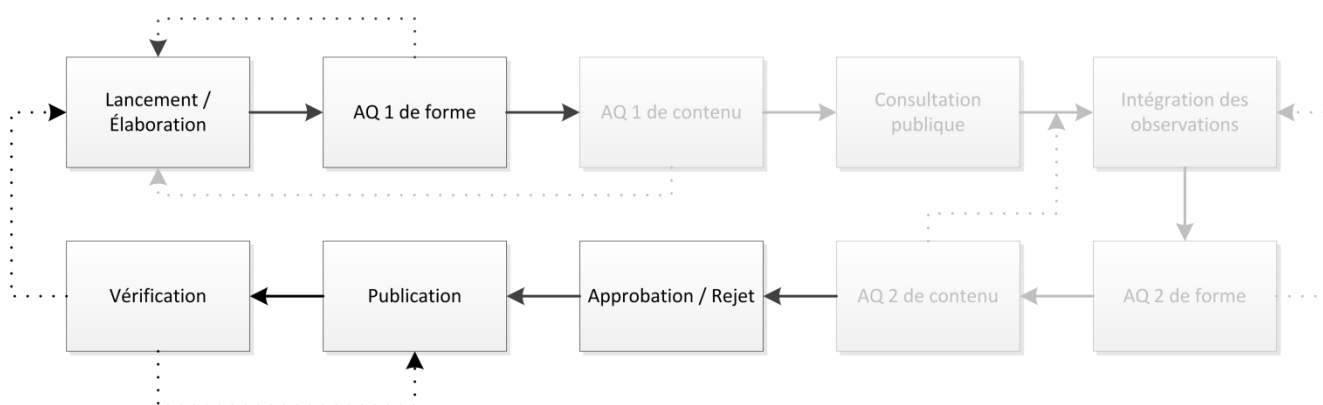 Lancement /
Élaboration
AQ 1 de forme
AQ 1 de contenu
Consultation
publique
Intégration des
observations
Vérification
Publication
Approbation / Rejet
AQ 2 de contenu
AQ 2 de forme